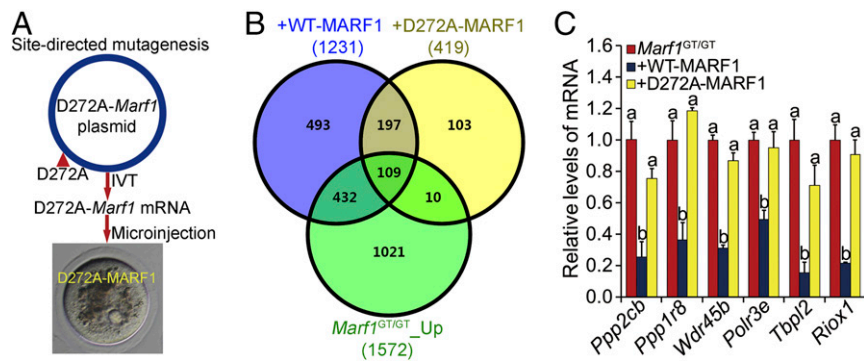 A
Site-directed mutagenesis
D272A-Marf1
plasmid
D272A
IVT
D272A-Marf1 mRNA
Microinjection
D272A-MARF1
B
+WT-MARF1
(1231)
+D272A-MARF1
(419)
493
197
103
109
432
10
1021
Marf1GT/GT_Up
(1572)
C
Relative levels of mRNA
1.6
1.4
1.2
1.0
0.8
0.6
0.4
0.2
0.0
Marf1GT/GT
+WT-MARF1
+D272A-MARF1
a b a
a b a
a b a
a b a
a b a
a b a
Ppp2cb
Ppp1r8
Wdr45b
Polr3e
Tbpl2
Riox1